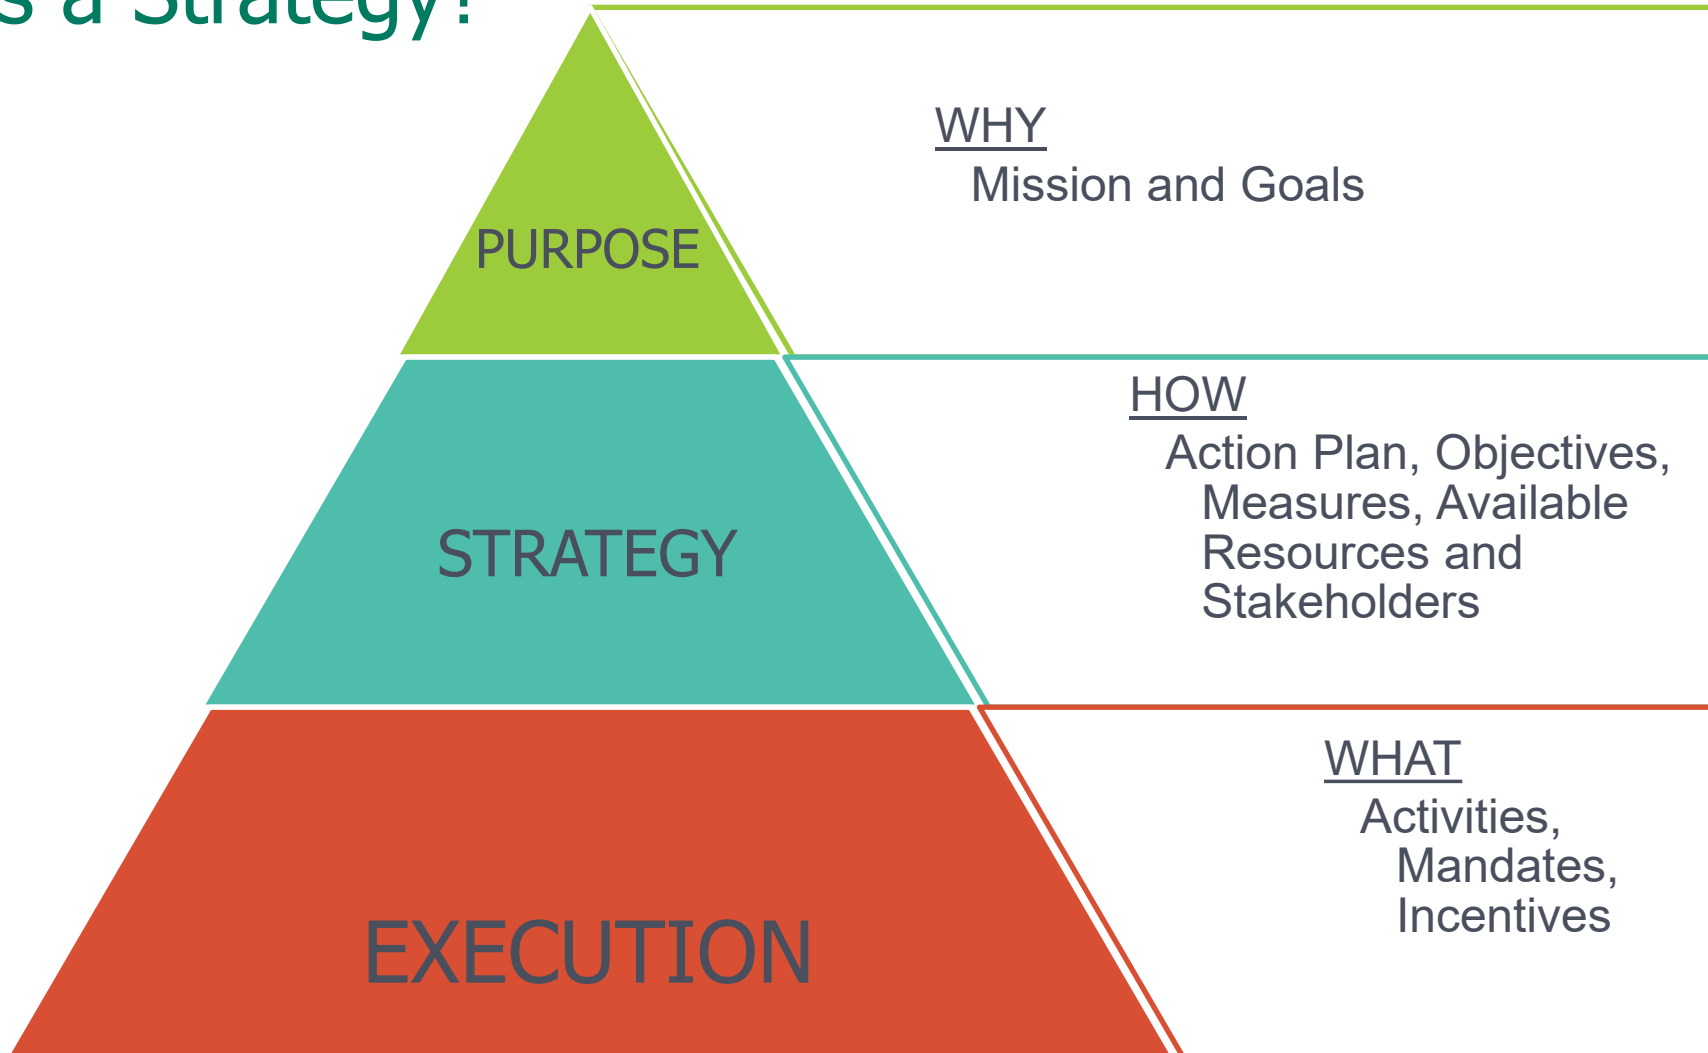 s a Strategy?
WHY
Mission and Goals
PURPOSE
HOW
Action Plan, Objectives,
Measures, Available
Resources and
Stakeholders
STRATEGY
WHAT
Activities,
Mandates,
Incentives
EXECUTION